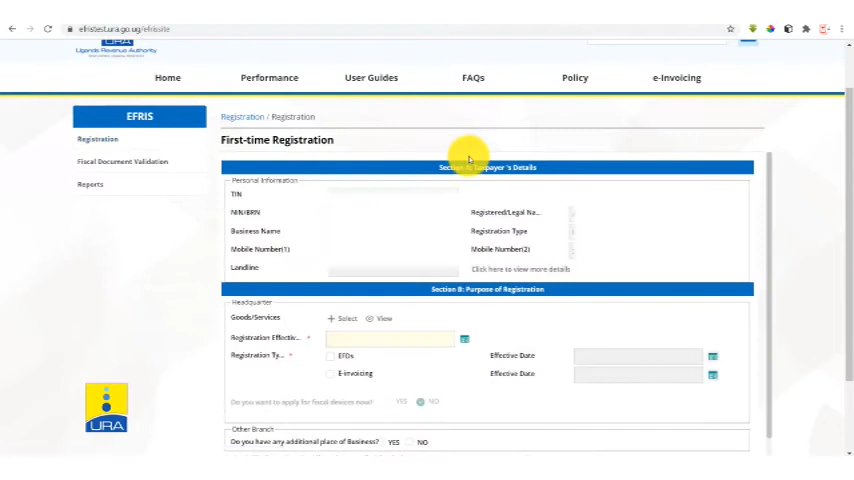 efristest.ura.go.ug/efrissite
URA
Uganda Revenue Authority
Home Performance User Guides FAQs Policy e-Invoicing
EFRIS
Registration
Fiscal Document Validation
Reports
Registration / Registration
First-time Registration
Taxpayer 's Details
Personal Information
TIN
NIN/BRN Registered/Legal Na...
Business Name Registration Type
Mobile Number(1) Mobile Number(2)
Landline Click here to view more details
Section B: Purpose of Registration
Headquarter
Goods/Services + Select View
Registration Effectiv... *
Registration Ty... * EFDs Effective Date
E-invoicing Effective Date
Do you want to apply for fiscal devices now? YES NO
Other Branch
Do you have any additional place of Business? YES NO
URA